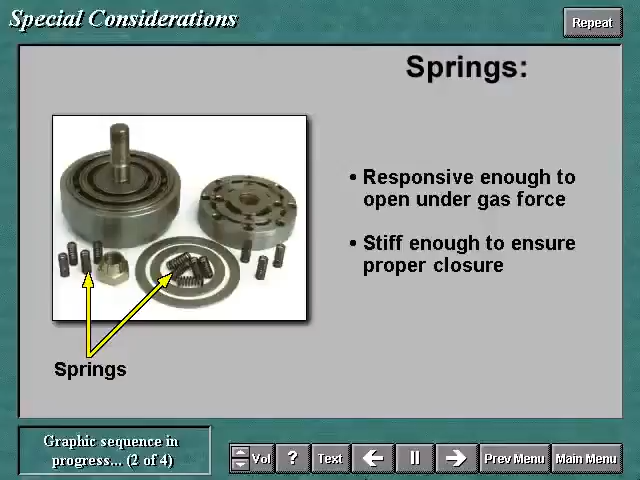 Special Considerations
Repeat
Springs:
• Responsive enough to
open under gas force
• Stiff enough to ensure
proper closure
Springs
Graphic sequence in
progress... (2 of 4)
Vol
?
Text
Prev Menu
Main Menu